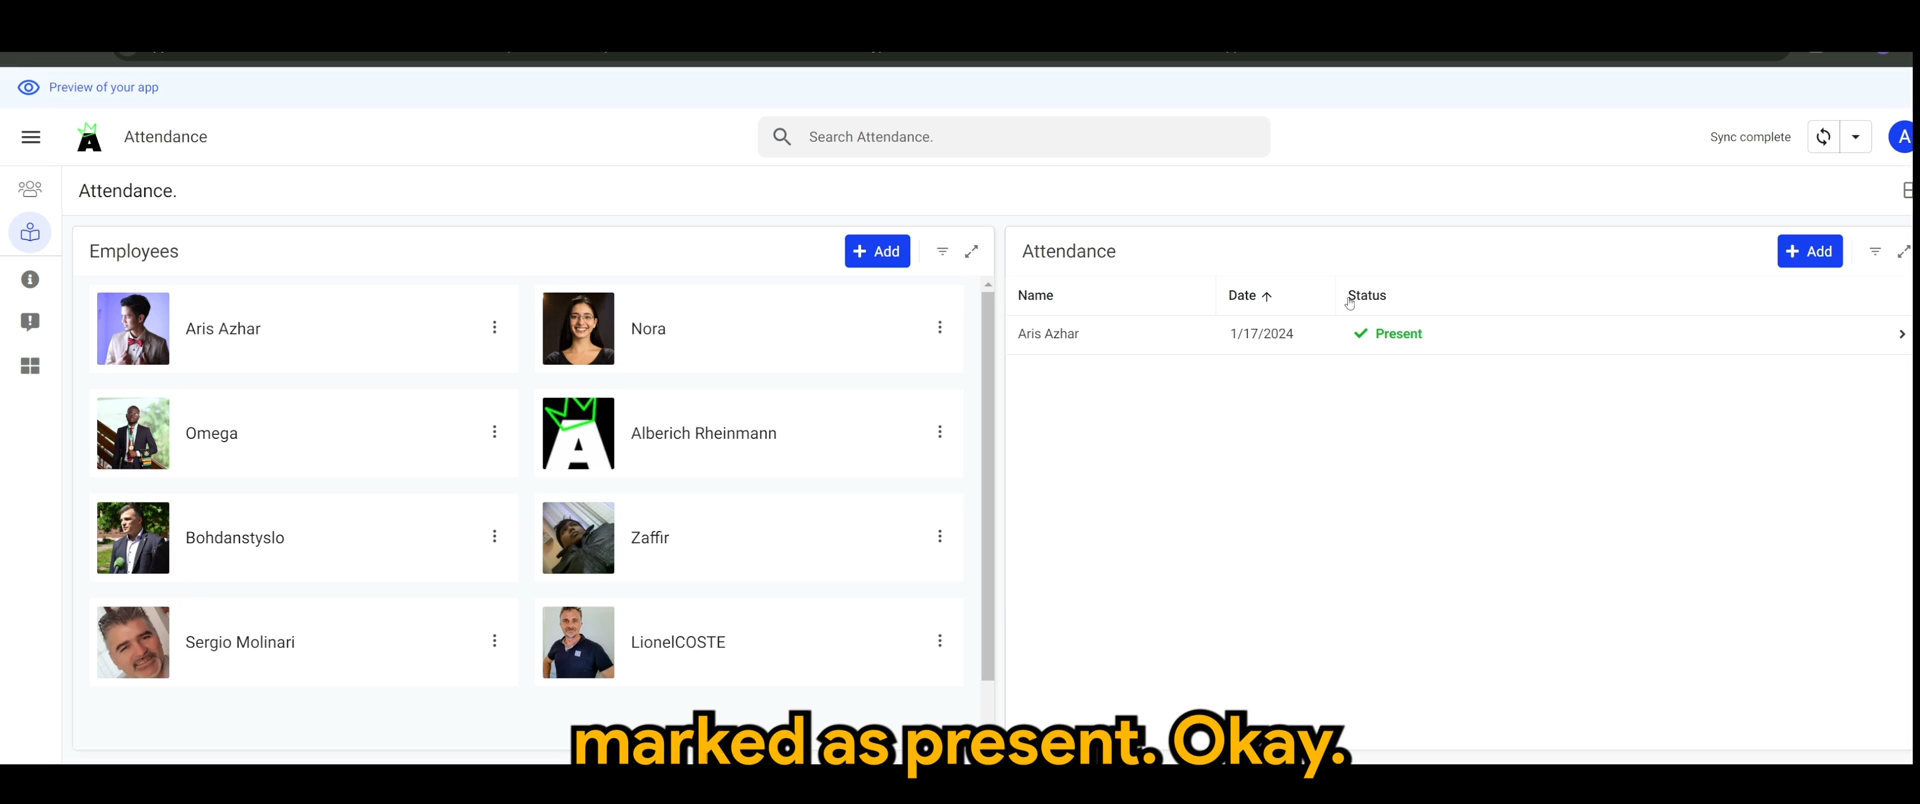 Preview of your app
Attendance
Search Attendance.
Sync complete
A
Attendance.
Employees
+ Add
Attendance
+ Add
Name
Date ↑
Status
Aris Azhar
1/17/2024
Present
Aris Azhar
Nora
Omega
Alberich Rheinmann
Bohdanstyslo
Zaffir
Sergio Molinari
LionelCOSTE
marked as present. Okay.